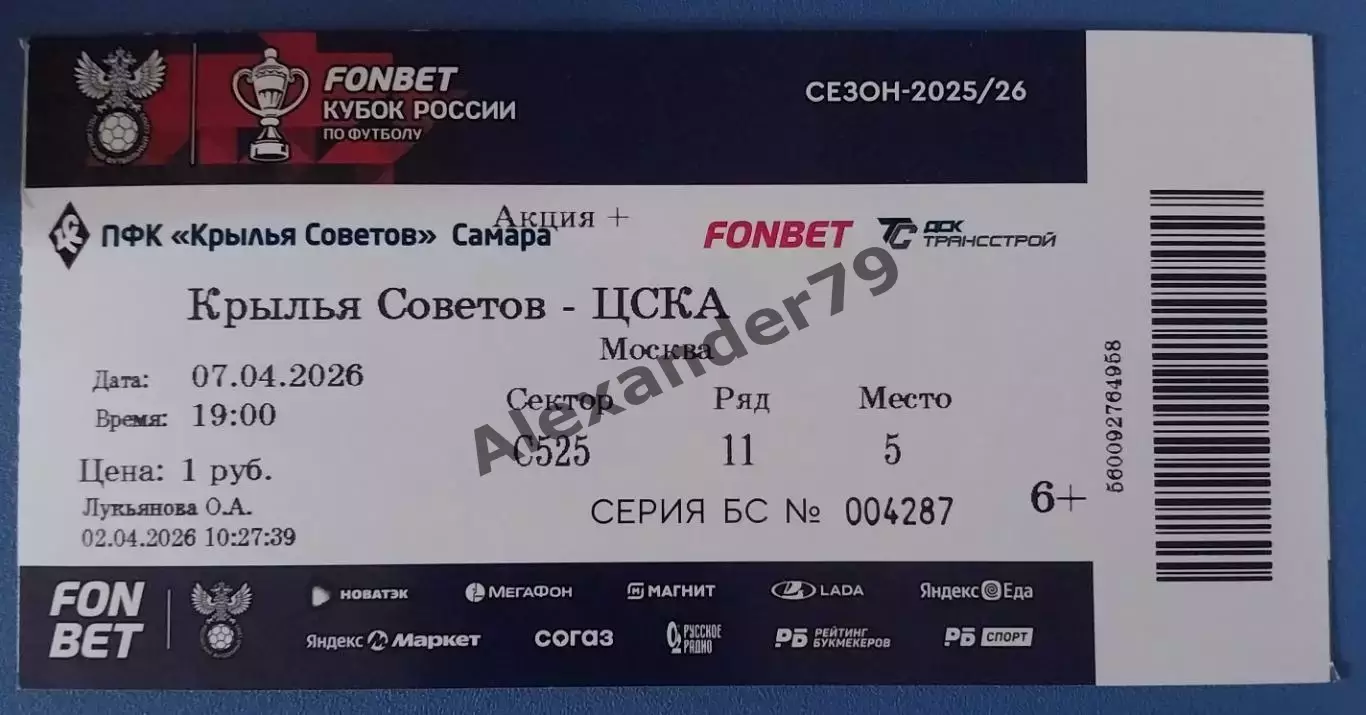 FONBET
КУБОК РОССИИ
ПО ФУТБОЛУ
СЕЗОН-2025/26
ПФК «Крылья Советов» Самара
Акция +
FONBET
ТС ДСК ТРАНССТРОЙ
Крылья Советов - ЦСКА
Москва
Дата: 07.04.2026
Время: 19:00
Сектор Ряд Место
C525 11 5
Цена: 1 руб.
Лукьянова О.А.
02.04.2026 10:27:39
СЕРИЯ БС № 004287
6+
560092764958
Alexander79
FON
BET
НОВАТЭК МЕГАФОН МАГНИТ LADA Яндекс Еда
Яндекс Маркет СОГАЗ РУССКОЕ РАДИО РБ РЕЙТИНГ БУКМЕКЕРОВ РБ СПОРТ